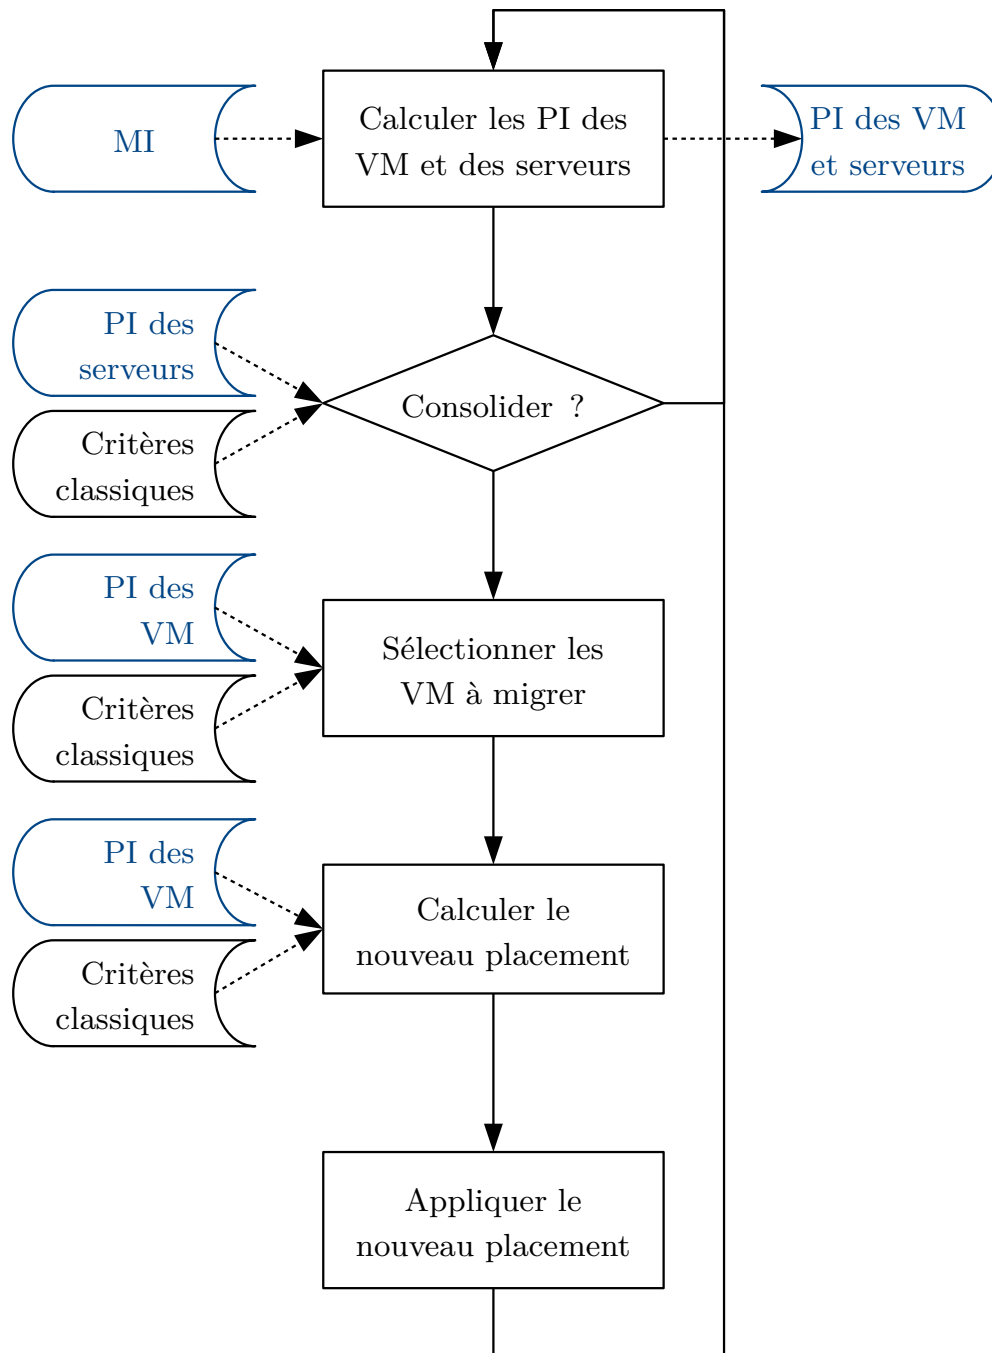 MI
Calculer les PI des
VM et des serveurs
PI des VM
et serveurs
PI des
serveurs
Critères
classiques
Consolider ?
PI des
VM
Critères
classiques
Sélectionner les
VM à migrer
PI des
VM
Critères
classiques
Calculer le
nouveau placement
Appliquer le
nouveau placement